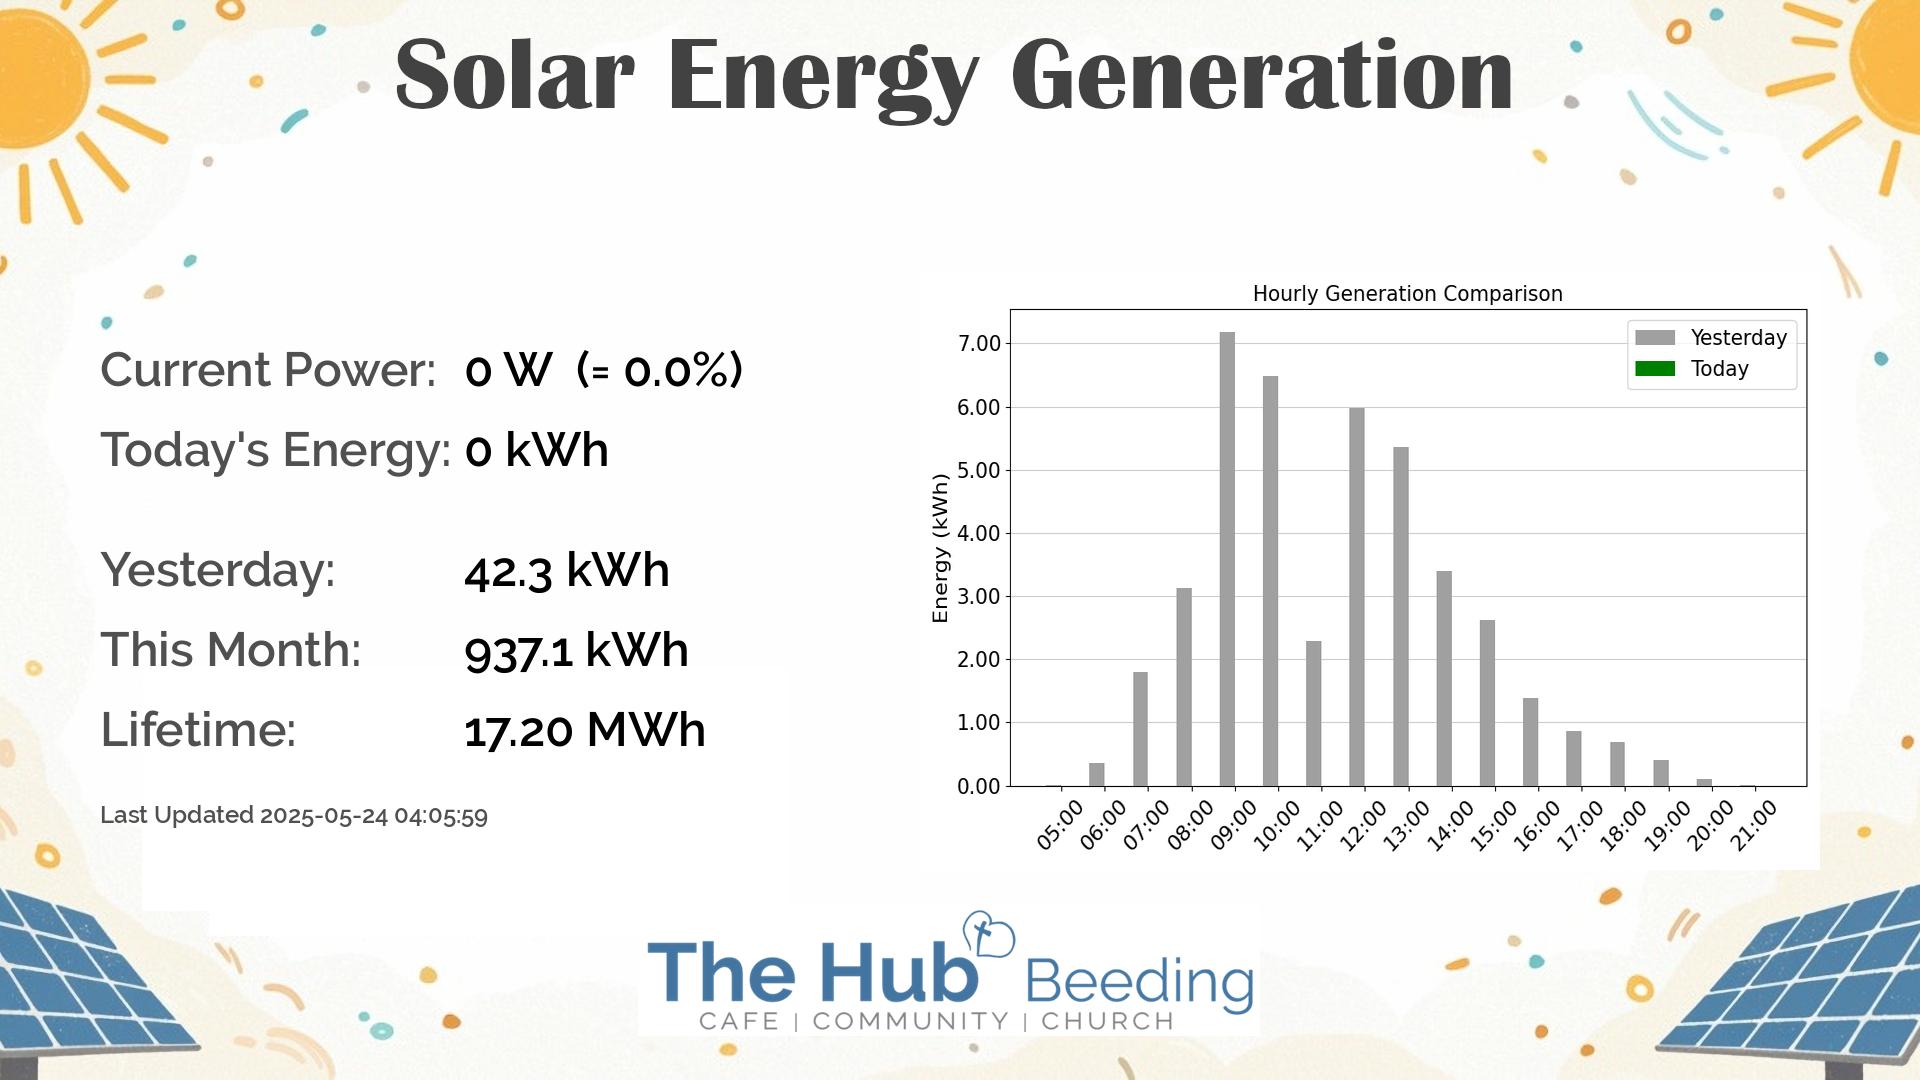 Solar Energy Generation
Current Power: 0 W (= 0.0%)
Today's Energy: 0 kWh
Yesterday: 42.3 kWh
This Month: 937.1 kWh
Lifetime: 17.20 MWh
Last Updated 2025-05-24 04:05:59
Hourly Generation Comparison
Yesterday
Today
Energy (kWh)
7.00
6.00
5.00
4.00
3.00
2.00
1.00
0.00
05:00 06:00 07:00 08:00 09:00 10:00 11:00 12:00 13:00 14:00 15:00 16:00 17:00 18:00 19:00 20:00 21:00
The Hub Beeding
CAFE | COMMUNITY | CHURCH